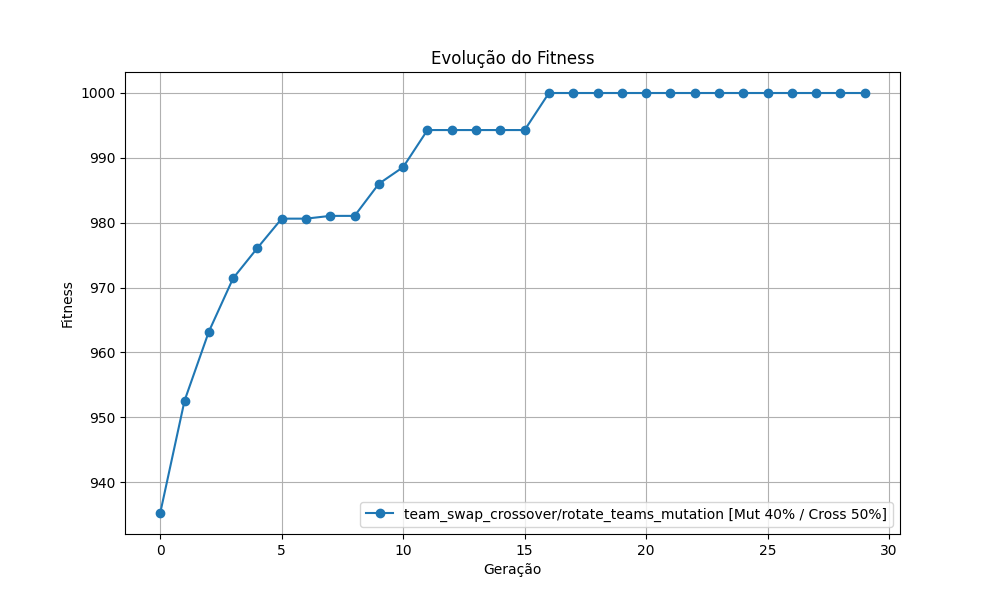 Evolução do Fitness
Fitness
1000
990
980
970
960
950
940
team_swap_crossover/rotate_teams_mutation [Mut 40% / Cross 50%]
0 5 10 15 20 25 30
Geração